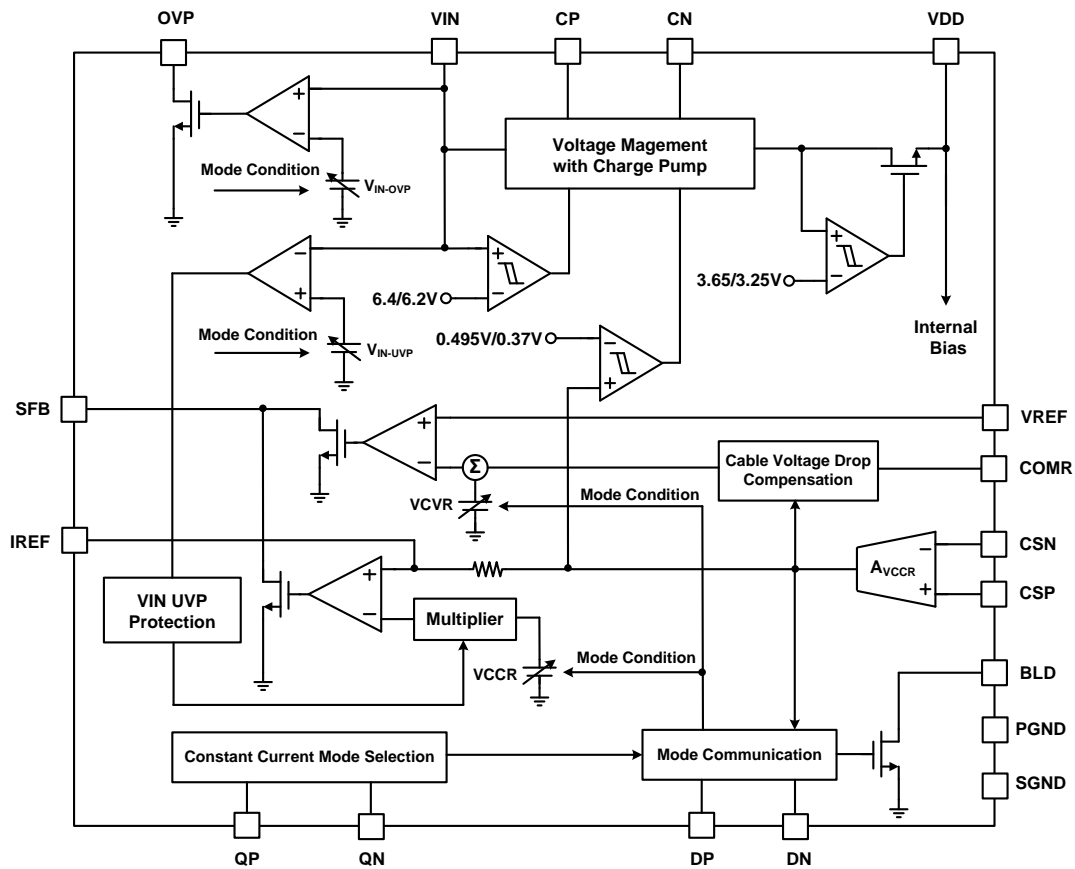 OVP
VIN
CP
CN
VDD
+
−
Voltage Magement
with Charge Pump
Mode Condition
VIN-OVP
−
+
+
−
+
−
6.4/6.2V
3.65/3.25V
Mode Condition
VIN-UVP
0.495V/0.37V
−
+
Internal
Bias
SFB
VREF
+
−
Σ
Cable Voltage Drop
Compensation
COMR
VCVR
Mode Condition
IREF
CSN
−
AVCCR
+
CSP
+
−
VIN UVP
Protection
Multiplier
VCCR
Mode Condition
BLD
PGND
Constant Current Mode Selection
Mode Communication
SGND
QP
QN
DP
DN